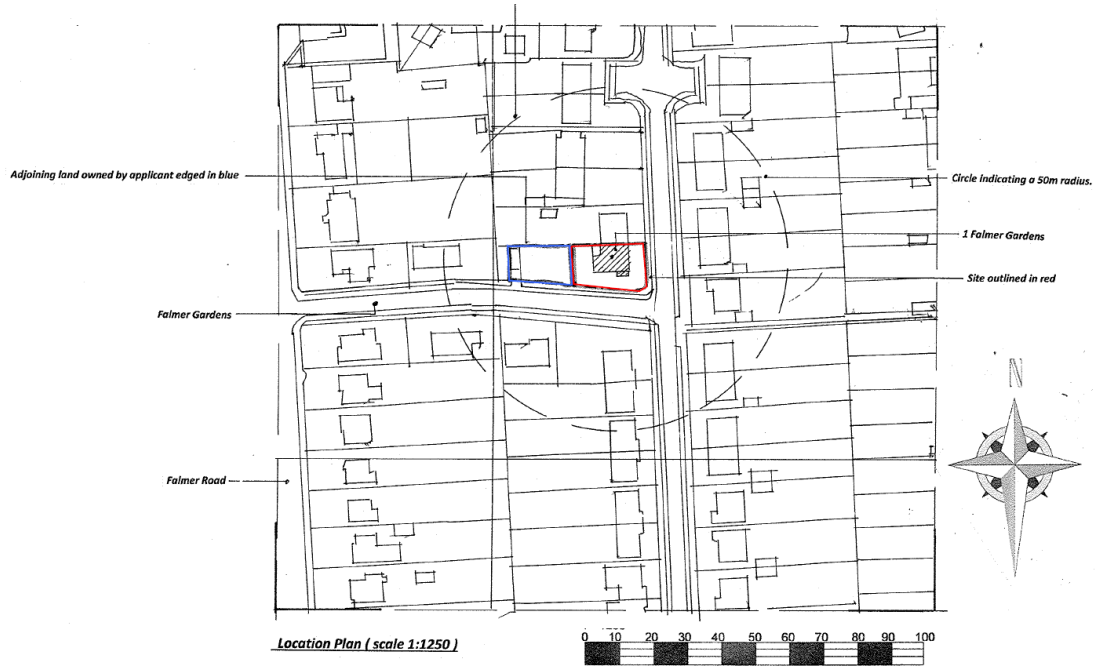 Adjoining land owned by applicant edged in blue
Circle indicating a 50m radius.
1 Falmer Gardens
Site outlined in red
Falmer Gardens
N
Falmer Road
Location Plan ( scale 1:1250 )
0 10 20 30 40 50 60 70 80 90 100